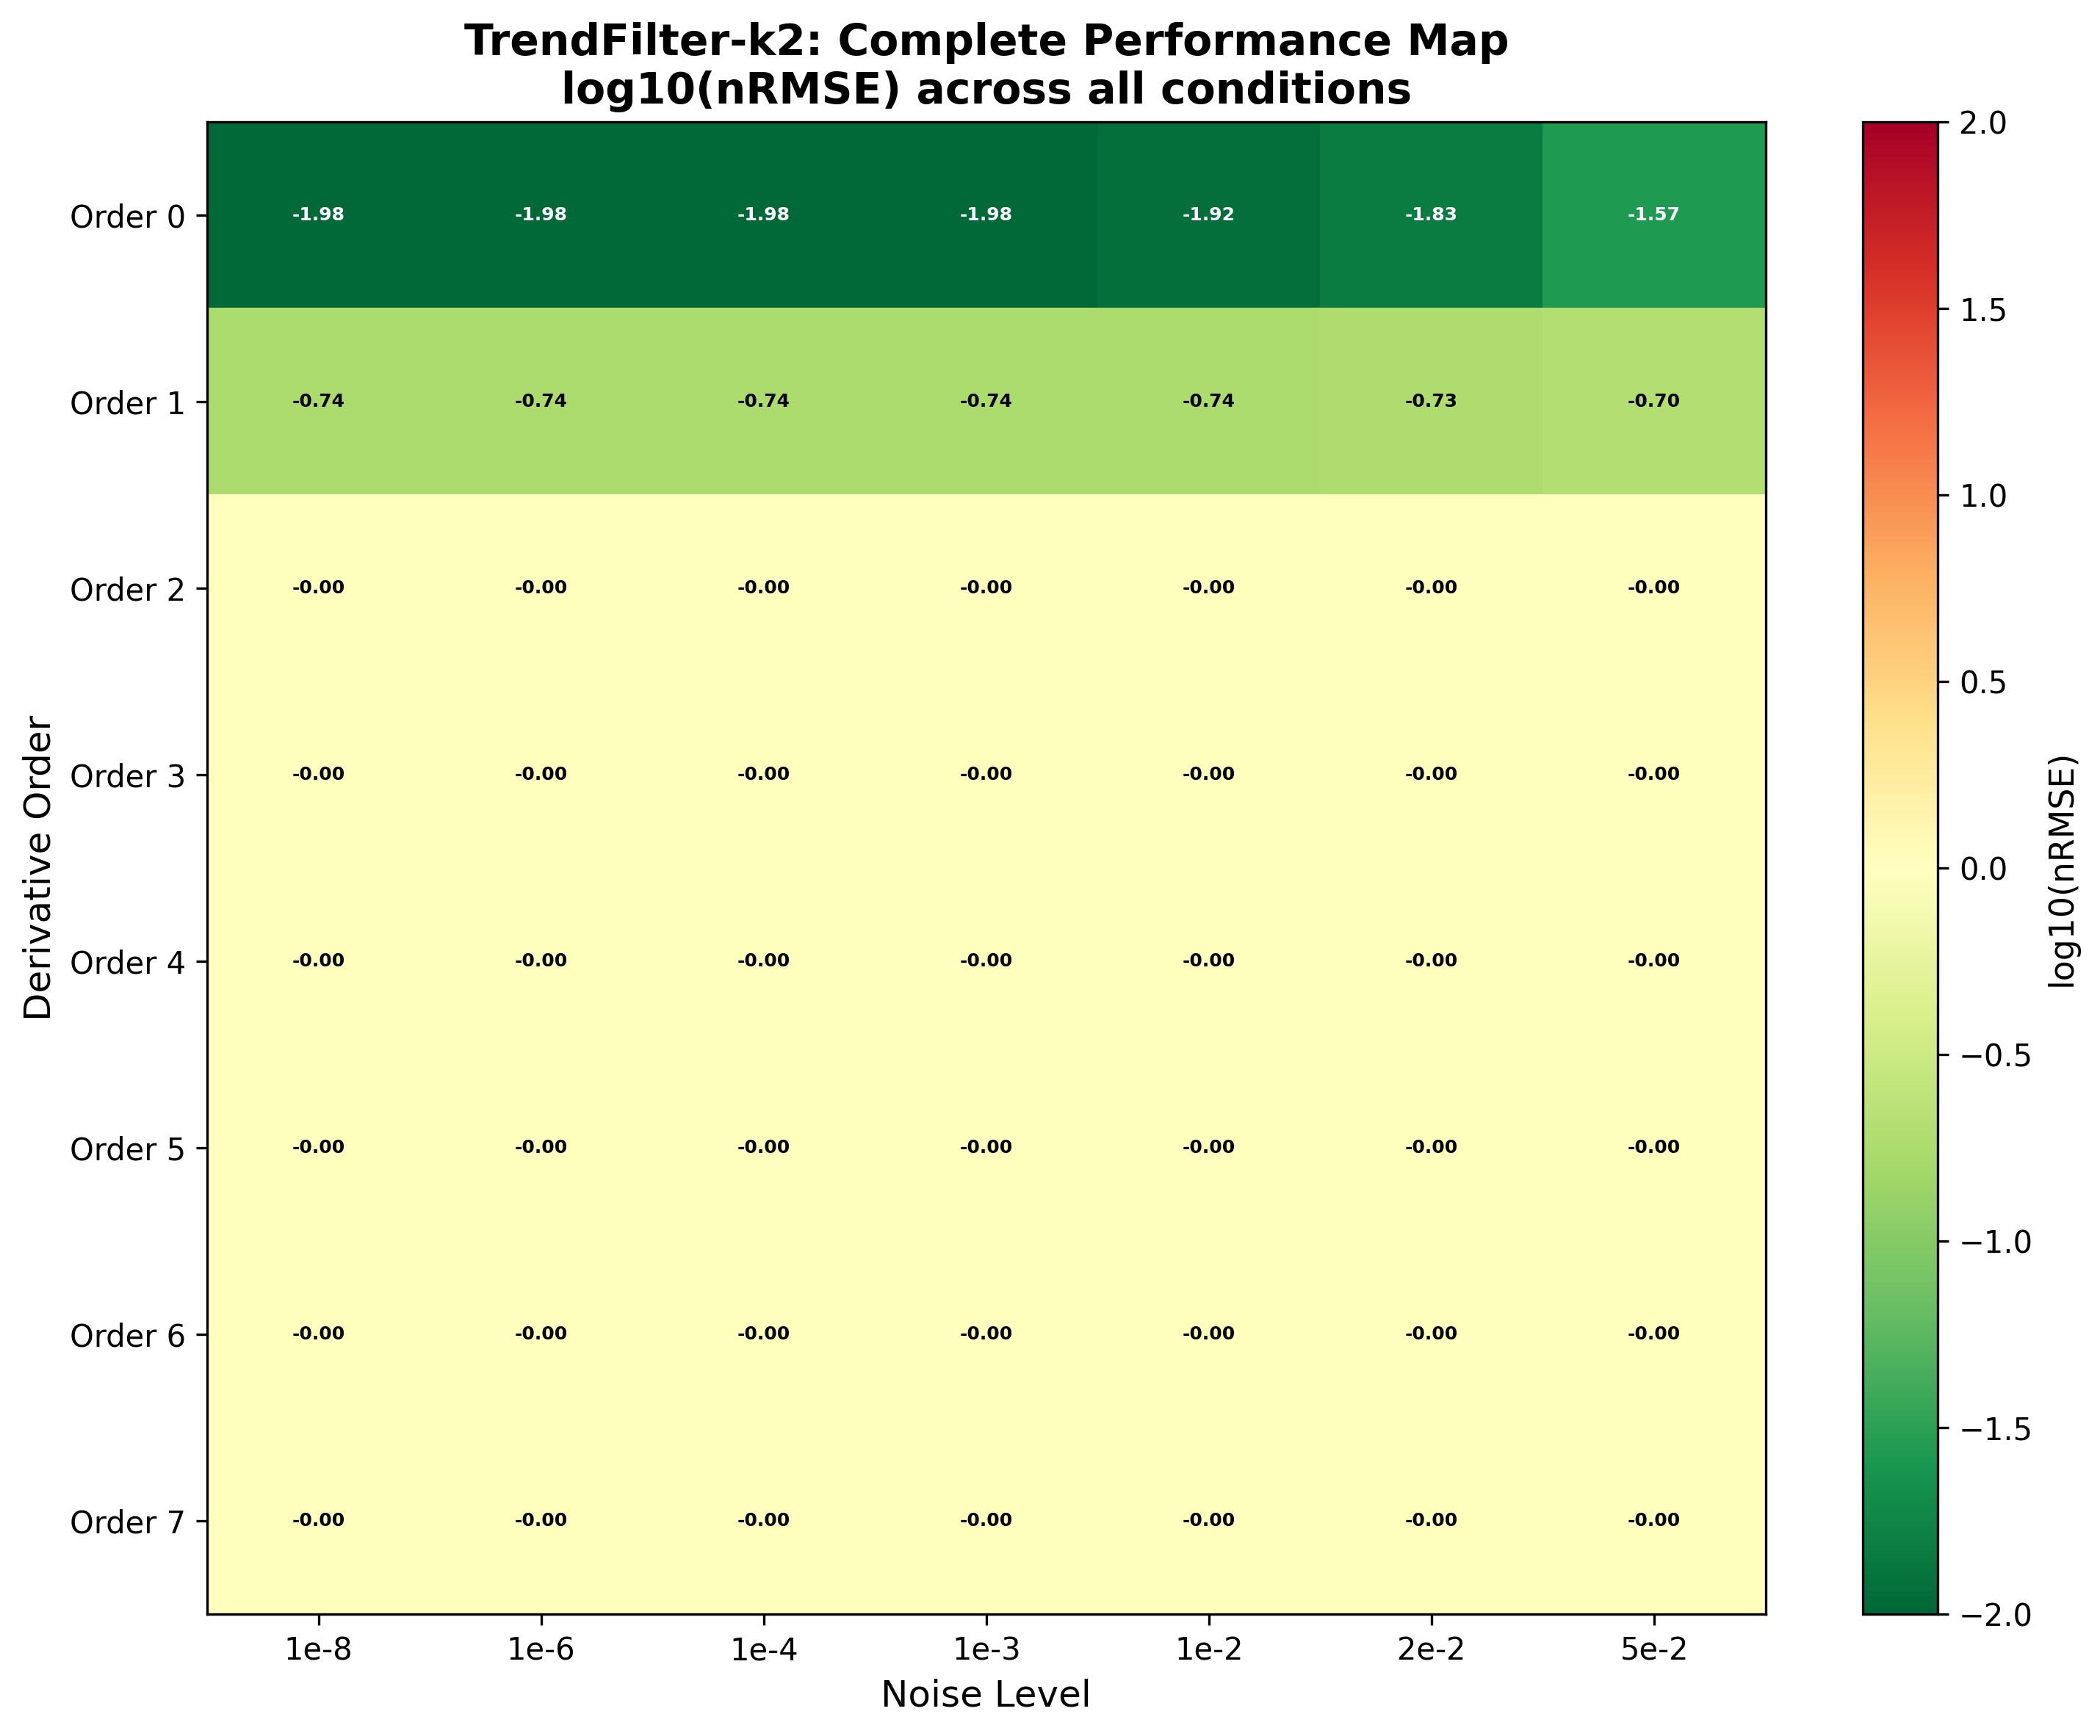 TrendFilter-k2: Complete Performance Map
log10(nRMSE) across all conditions
Derivative Order
Order 0 -1.98 -1.98 -1.98 -1.98 -1.92 -1.83 -1.57
Order 1 -0.74 -0.74 -0.74 -0.74 -0.74 -0.73 -0.70
Order 2 -0.00 -0.00 -0.00 -0.00 -0.00 -0.00 -0.00
Order 3 -0.00 -0.00 -0.00 -0.00 -0.00 -0.00 -0.00
Order 4 -0.00 -0.00 -0.00 -0.00 -0.00 -0.00 -0.00
Order 5 -0.00 -0.00 -0.00 -0.00 -0.00 -0.00 -0.00
Order 6 -0.00 -0.00 -0.00 -0.00 -0.00 -0.00 -0.00
Order 7 -0.00 -0.00 -0.00 -0.00 -0.00 -0.00 -0.00
1e-8 1e-6 1e-4 1e-3 1e-2 2e-2 5e-2
Noise Level
2.0
1.5
1.0
0.5
0.0
−0.5
−1.0
−1.5
−2.0
log10(nRMSE)